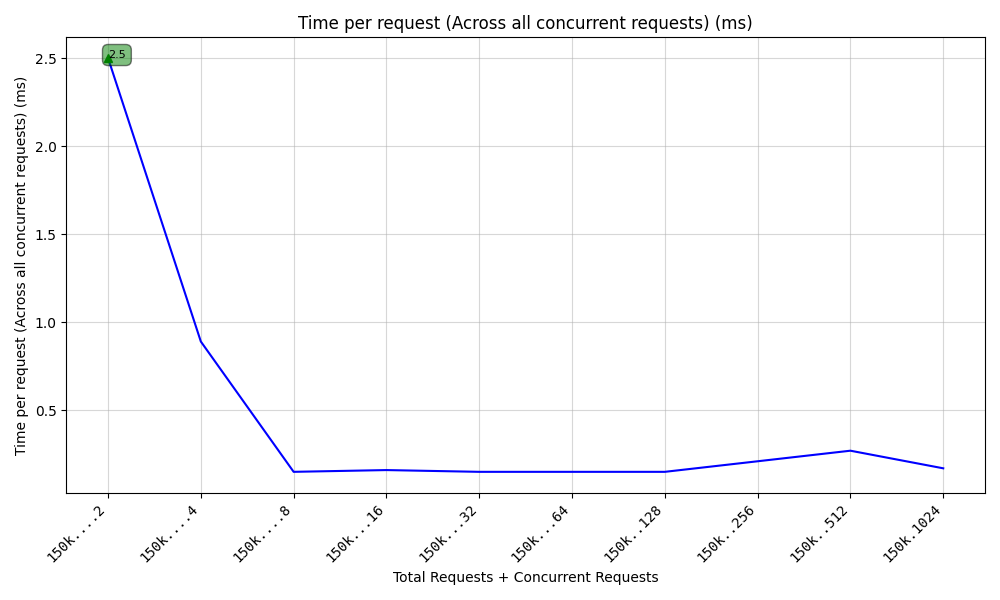 Time per request (Across all concurrent requests) (ms)
2.5
Time per request (Across all concurrent requests) (ms)
2.5
2.0
1.5
1.0
0.5
150k....2
150k....4
150k....8
150k...16
150k...32
150k...64
150k..128
150k..256
150k..512
150k.1024
Total Requests + Concurrent Requests